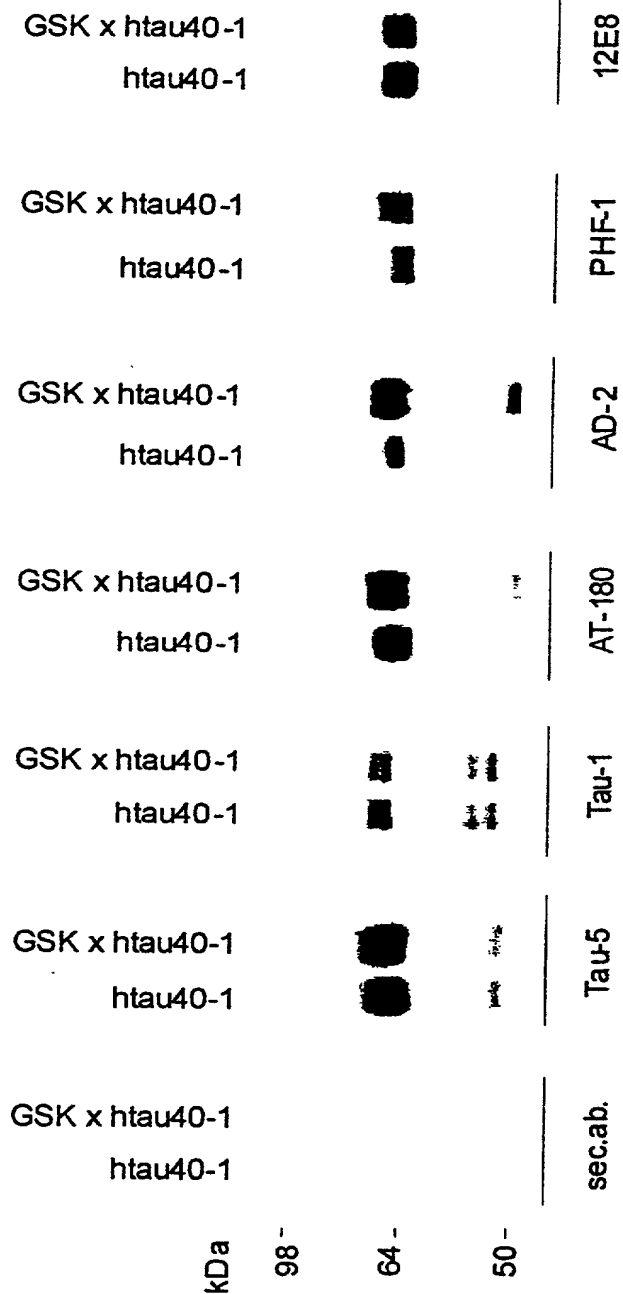 GSK x htau40-1
htau40-1
12E8
GSK x htau40-1
htau40-1
PHF-1
GSK x htau40-1
htau40-1
AD-2
GSK x htau40-1
htau40-1
AT-180
GSK x htau40-1
htau40-1
Tau-1
GSK x htau40-1
htau40-1
Tau-5
GSK x htau40-1
htau40-1
sec.ab.
kDa
98-
64-
50-